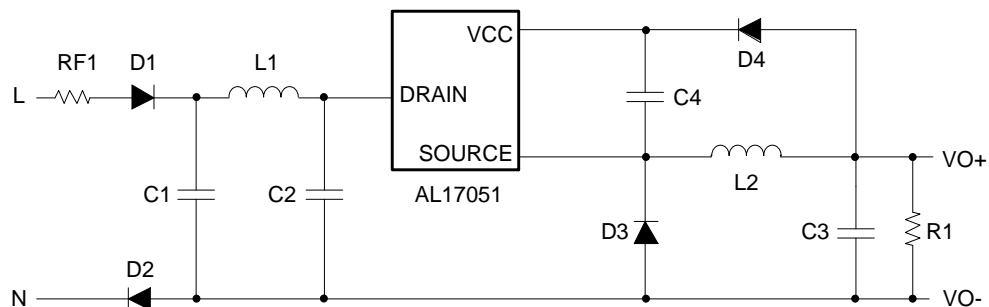 VCC
D4
RF1
D1
L1
L
DRAIN
C4
SOURCE
VO+
AL17051
L2
C1
C2
D3
C3
R1
D2
N
VO-